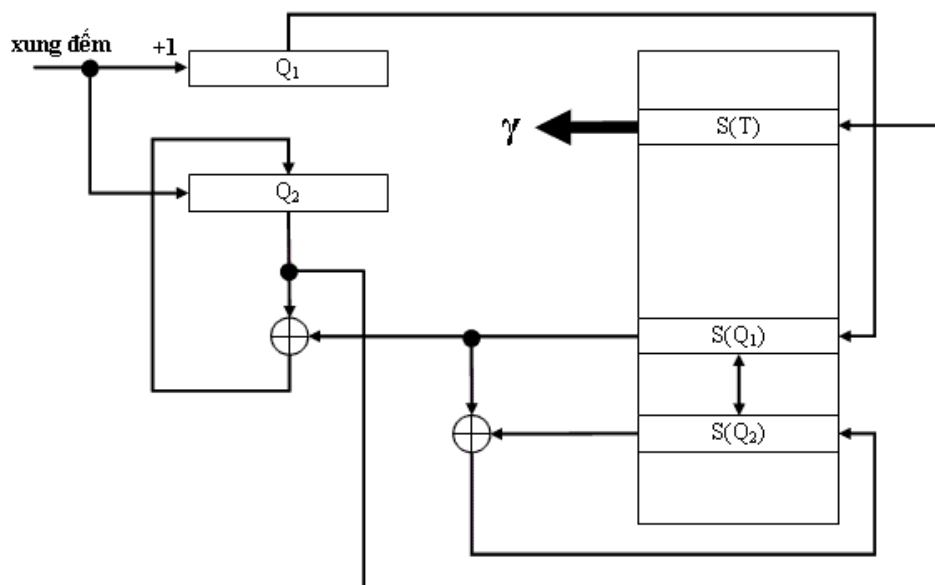 xung đếm
+1
Q₁
S(T)
γ
Q₂
S(Q₁)
S(Q₂)